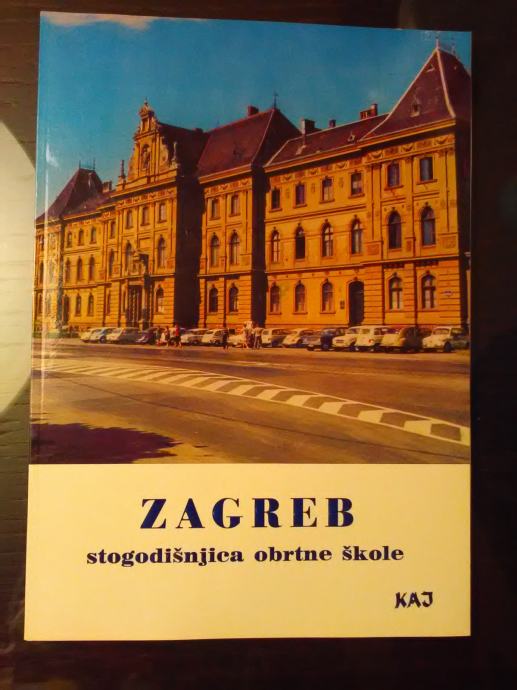 ZAGREB
stogodišnjica obrtne škole
KAJ